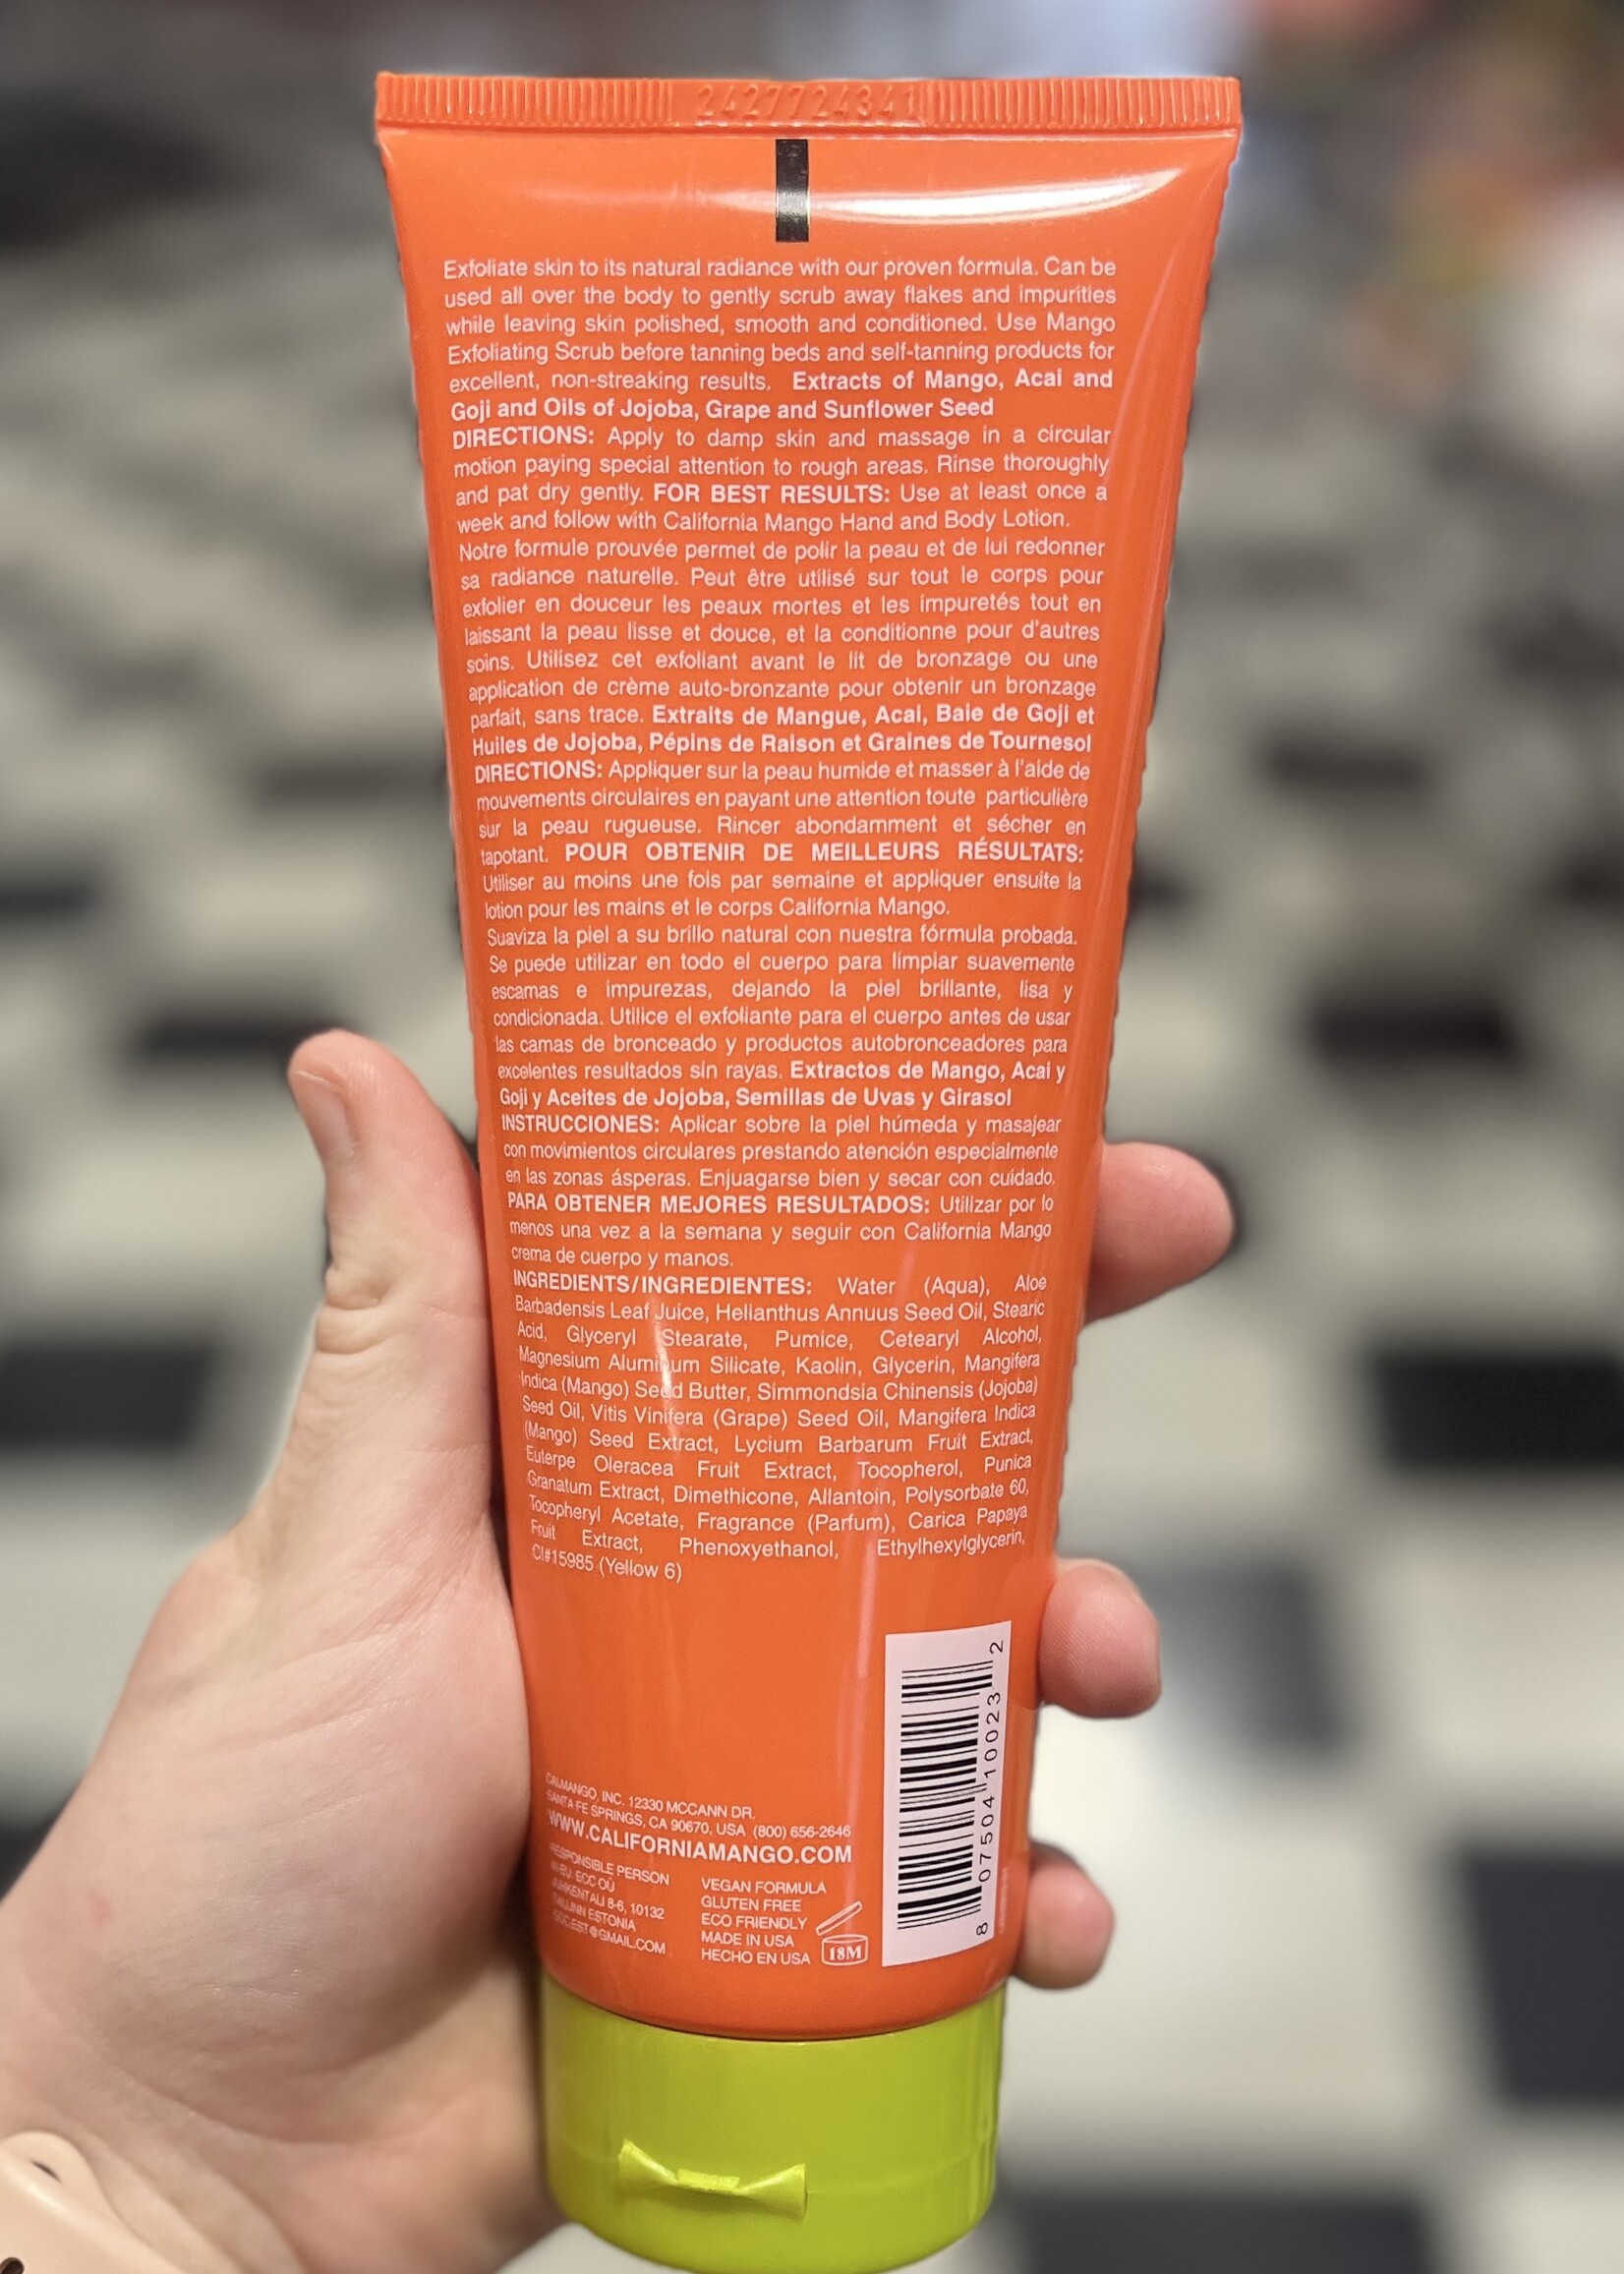 2427724341
Exfoliate skin to its natural radiance with our proven formula. Can be
used all over the body to gently scrub away flakes and impurities
while leaving skin polished, smooth and conditioned. Use Mango
Exfoliating Scrub before tanning beds and self-tanning products for
excellent, non-streaking results. Extracts of Mango, Acai and
Goji and Oils of Jojoba, Grape and Sunflower Seed
DIRECTIONS: Apply to damp skin and massage in a circular
motion paying special attention to rough areas. Rinse thoroughly
and pat dry gently. FOR BEST RESULTS: Use at least once a
week and follow with California Mango Hand and Body Lotion.
Notre formule prouvée permet de polir la peau et de lui redonner
sa radiance naturelle. Peut être utilisé sur tout le corps pour
exfolier en douceur les peaux mortes et les impuretés tout en
laissant la peau lisse et douce, et la conditionne pour d'autres
soins. Utilisez cet exfoliant avant le lit de bronzage ou une
application de crème auto-bronzante pour obtenir un bronzage
parfait, sans trace. Extraits de Mangue, Acai, Baie de Goji et
Huiles de Jojoba, Pépins de Raison et Graines de Tournesol
DIRECTIONS: Appliquer sur la peau humide et masser à l'aide de
mouvements circulaires en payant une attention toute particulière
sur la peau rugueuse. Rincer abondamment et sécher en
tapotant. POUR OBTENIR DE MEILLEURS RÉSULTATS:
Utiliser au moins une fois par semaine et appliquer ensuite la
lotion pour les mains et le corps California Mango.
Suaviza la piel a su brillo natural con nuestra fórmula probada.
Se puede utilizar en todo el cuerpo para limpiar suavemente
escamas e impurezas, dejando la piel brillante, lisa y
condicionada. Utilice el exfoliante para el cuerpo antes de usar
las camas de bronceado y productos autobronceadores para
excelentes resultados sin rayas. Extractos de Mango, Acai y
Goji y Aceites de Jojoba, Semillas de Uvas y Girasol
INSTRUCCIONES: Aplicar sobre la piel húmeda y masajear
con movimientos circulares prestando atención especialmente
en las zonas ásperas. Enjuagarse bien y secar con cuidado.
PARA OBTENER MEJORES RESULTADOS: Utilizar por lo
menos una vez a la semana y seguir con California Mango
crema de cuerpo y manos.
INGREDIENTS/INGREDIENTES: Water (Aqua), Aloe
Barbadensis Leaf Juice, Helianthus Annuus Seed Oil, Stearic
Acid, Glyceryl Stearate, Pumice, Cetearyl Alcohol,
Magnesium Aluminum Silicate, Kaolin, Glycerin, Mangifera
Indica (Mango) Seed Butter, Simmondsia Chinensis (Jojoba)
Seed Oil, Vitis Vinifera (Grape) Seed Oil, Mangifera Indica
(Mango) Seed Extract, Lycium Barbarum Fruit Extract,
Euterpe Oleracea Fruit Extract, Tocopherol, Punica
Granatum Extract, Dimethicone, Allantoin, Polysorbate 60,
Tocopheryl Acetate, Fragrance (Parfum), Carica Papaya
Fruit Extract, Phenoxyethanol, Ethylhexylglycerin,
CI#15985 (Yellow 6)
CALMANGO, INC. 12330 MCCANN DR.
SANTA FE SPRINGS, CA 90670, USA (800) 656-2646
WWW.CALIFORNIAMANGO.COM
RESPONSIBLE PERSON
ECC OÜ
8-6, 10132
TALLINN ESTONIA
@GMAIL.COM
VEGAN FORMULA
GLUTEN FREE
ECO FRIENDLY
MADE IN USA
HECHO EN USA
18M
8 07504 10023 2